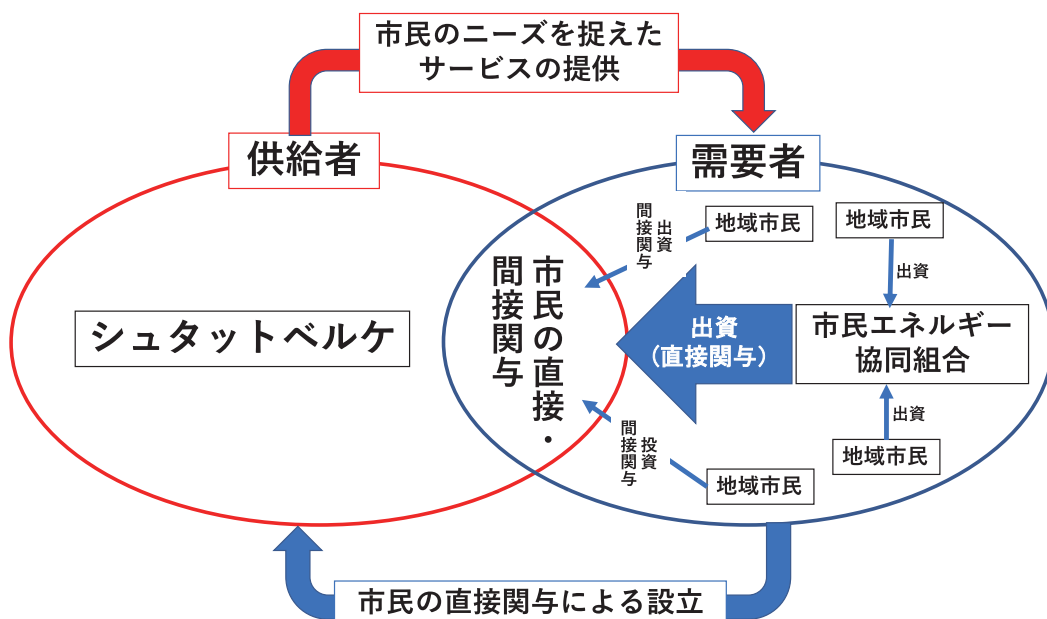 市民のニーズを捉えた
サービスの提供
供給者
需要者
シュタットベルケ
市民の直接・
間接関与
出資
間接関与
地域市民
地域市民
出資
出資
（直接関与）
市民エネルギー
協同組合
出資
投資
間接関与
地域市民
地域市民
市民の直接関与による設立